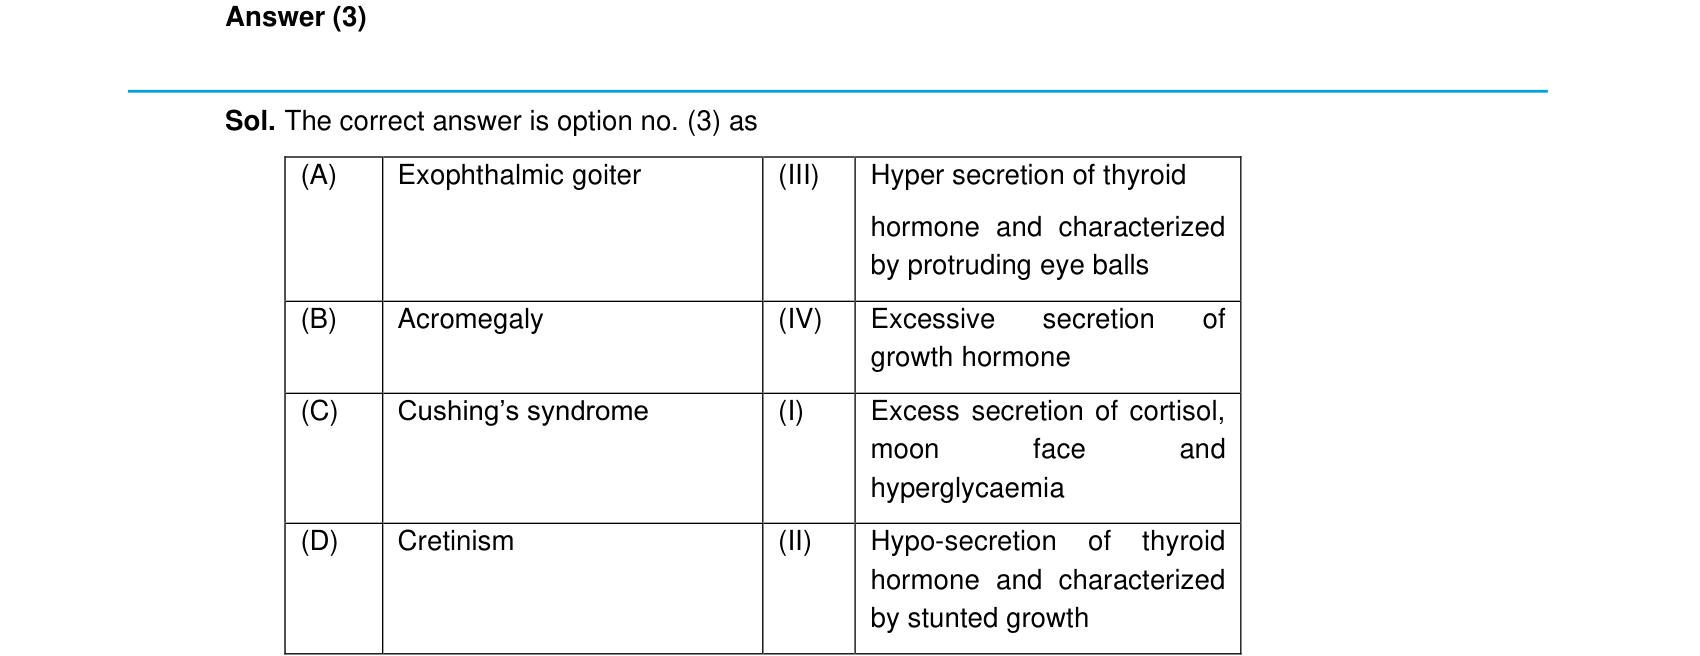 Answer (3)
Sol. The correct answer is option no. (3) as
(A) Exophthalmic goiter (III) Hyper secretion of thyroid
hormone and characterized
by protruding eye balls
(B) Acromegaly (IV) Excessive secretion of
growth hormone
(C) Cushing’s syndrome (I) Excess secretion of cortisol,
moon face and
hyperglycaemia
(D) Cretinism (II) Hypo-secretion of thyroid
hormone and characterized
by stunted growth